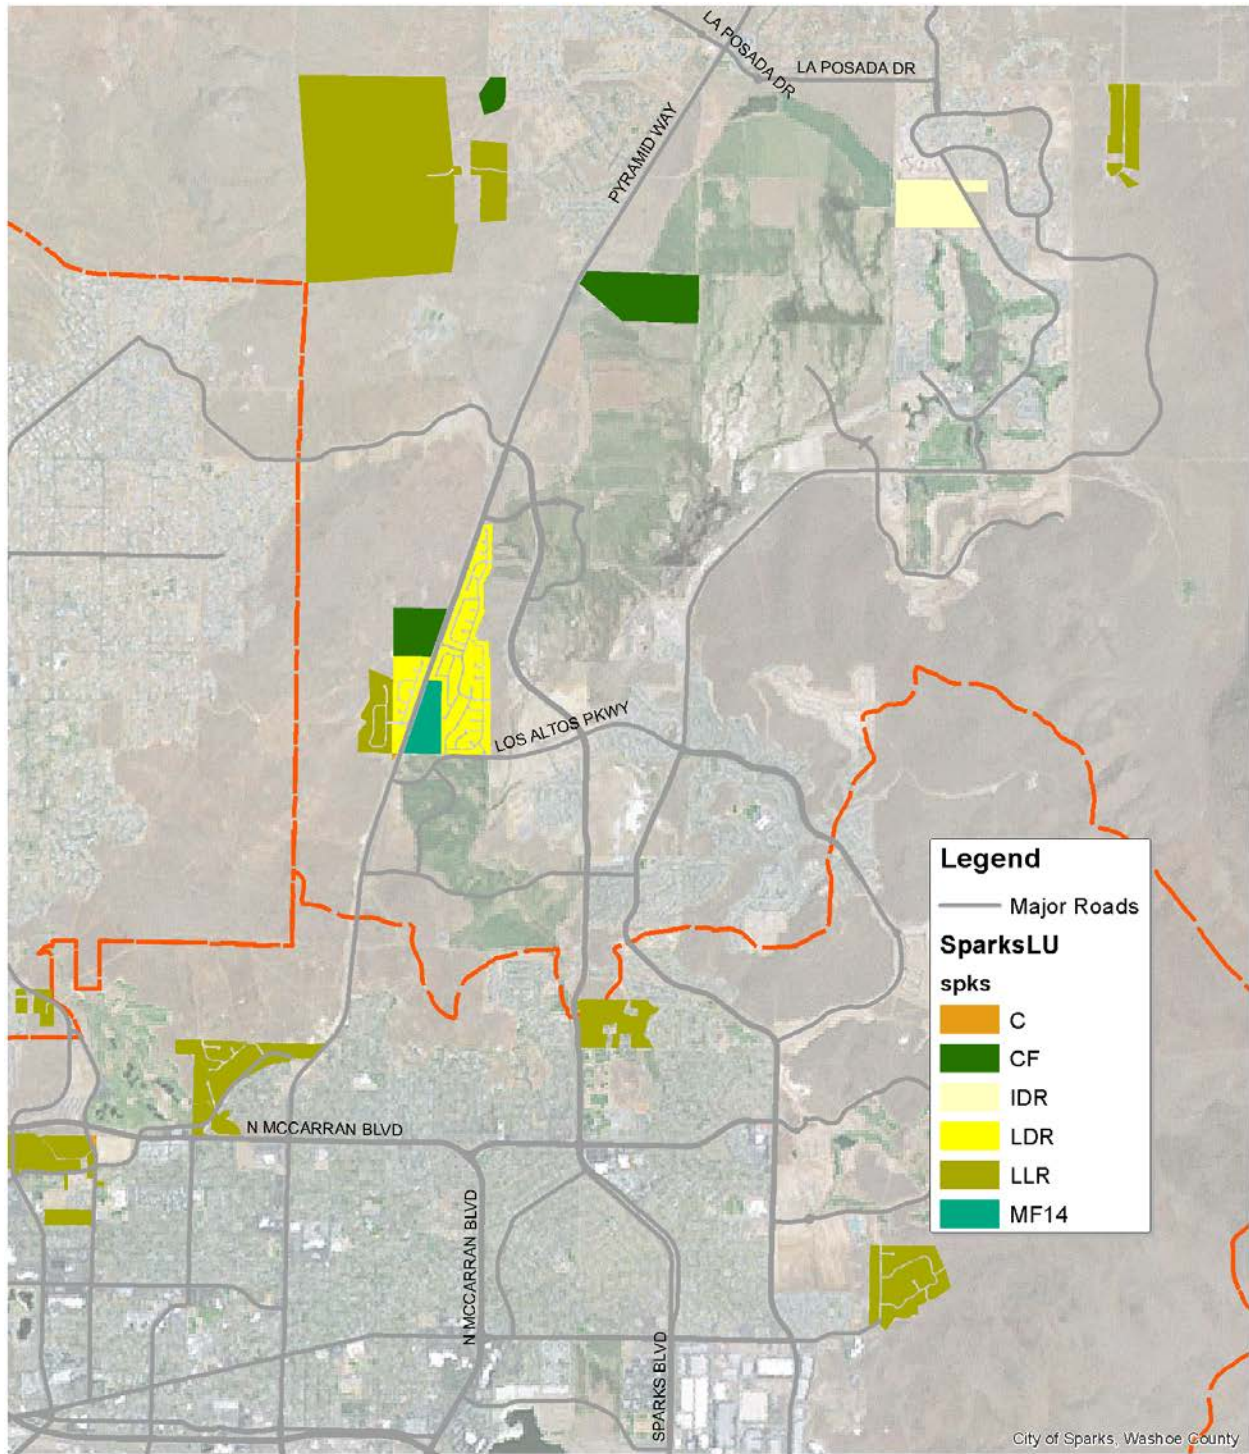 LA POSADA DR
LA POSADA DR
PYRAMID WAY
LOS ALTOS PKWY
N MCCARRAN BLVD
N MCCARRAN BLVD
SPARKS BLVD
Legend
Major Roads
SparksLU
spks
C
CF
IDR
LDR
LLR
MF14
City of Sparks, Washoe County